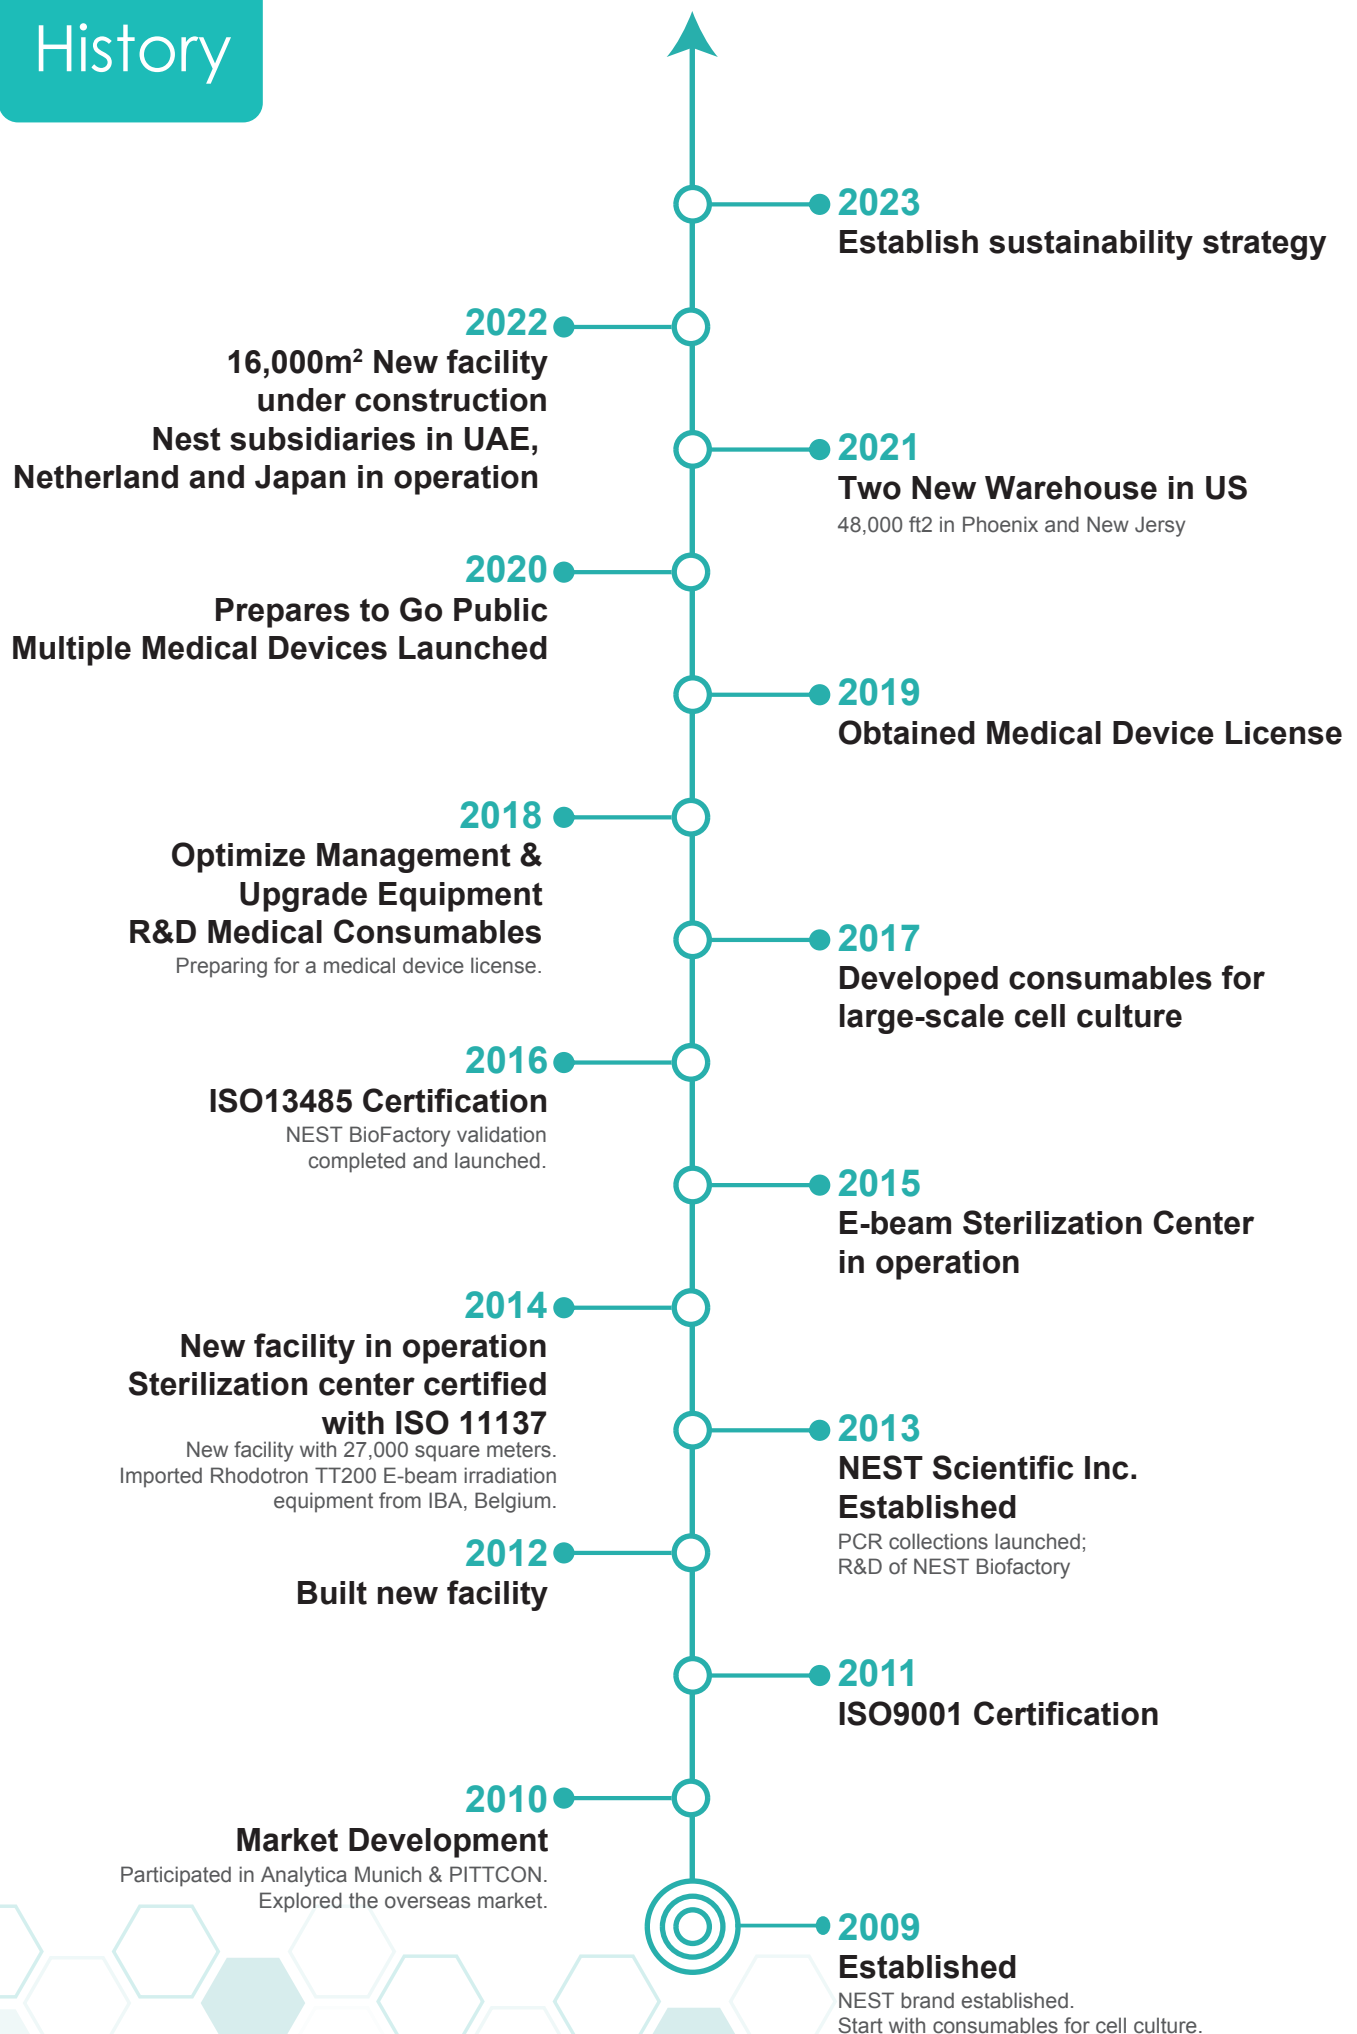 History
2023
Establish sustainability strategy
2022
16,000m² New facility
under construction
Nest subsidiaries in UAE,
Netherland and Japan in operation
2021
Two New Warehouse in US
48,000 ft2 in Phoenix and New Jersy
2020
Prepares to Go Public
Multiple Medical Devices Launched
2019
Obtained Medical Device License
2018
Optimize Management &
Upgrade Equipment
R&D Medical Consumables
Preparing for a medical device license.
2017
Developed consumables for
large-scale cell culture
2016
ISO13485 Certification
NEST BioFactory validation
completed and launched.
2015
E-beam Sterilization Center
in operation
2014
New facility in operation
Sterilization center certified
with ISO 11137
New facility with 27,000 square meters.
Imported Rhodotron TT200 E-beam irradiation
equipment from IBA, Belgium.
2013
NEST Scientific Inc.
Established
PCR collections launched;
R&D of NEST Biofactory
2012
Built new facility
2011
ISO9001 Certification
2010
Market Development
Participated in Analytica Munich & PITTCON.
Explored the overseas market.
2009
Established
NEST brand established.
Start with consumables for cell culture.